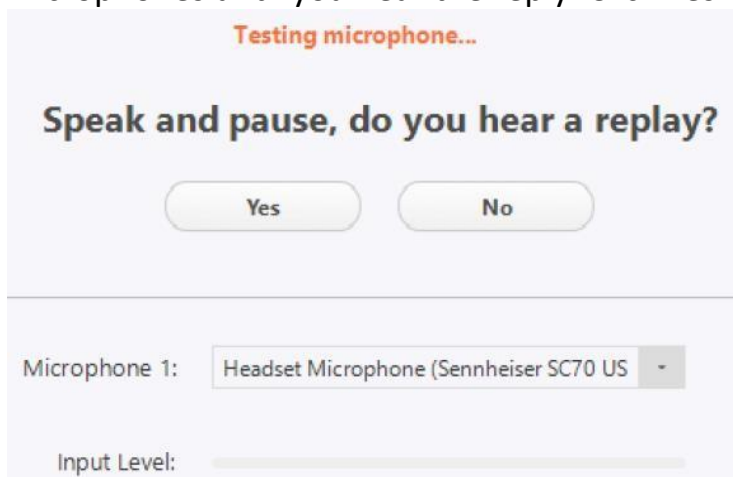 Testing microphone...
Speak and pause, do you hear a replay?
Yes No
Microphone 1: Headset Microphone (Sennheiser SC70 US
Input Level: